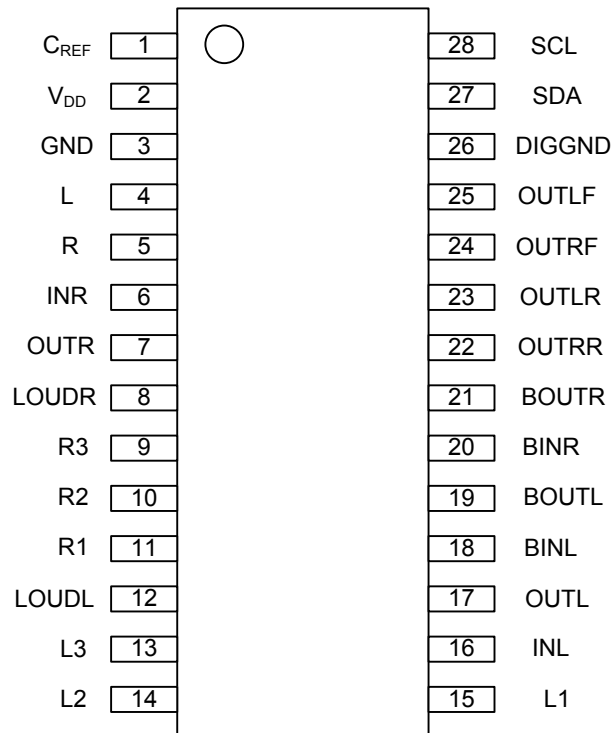 CREF 1 28 SCL
VDD 2 27 SDA
GND 3 26 DIGGND
L 4 25 OUTLF
R 5 24 OUTRF
INR 6 23 OUTLR
OUTR 7 22 OUTRR
LOUDR 8 21 BOUTR
R3 9 20 BINR
R2 10 19 BOUTL
R1 11 18 BINL
LOUDL 12 17 OUTL
L3 13 16 INL
L2 14 15 L1